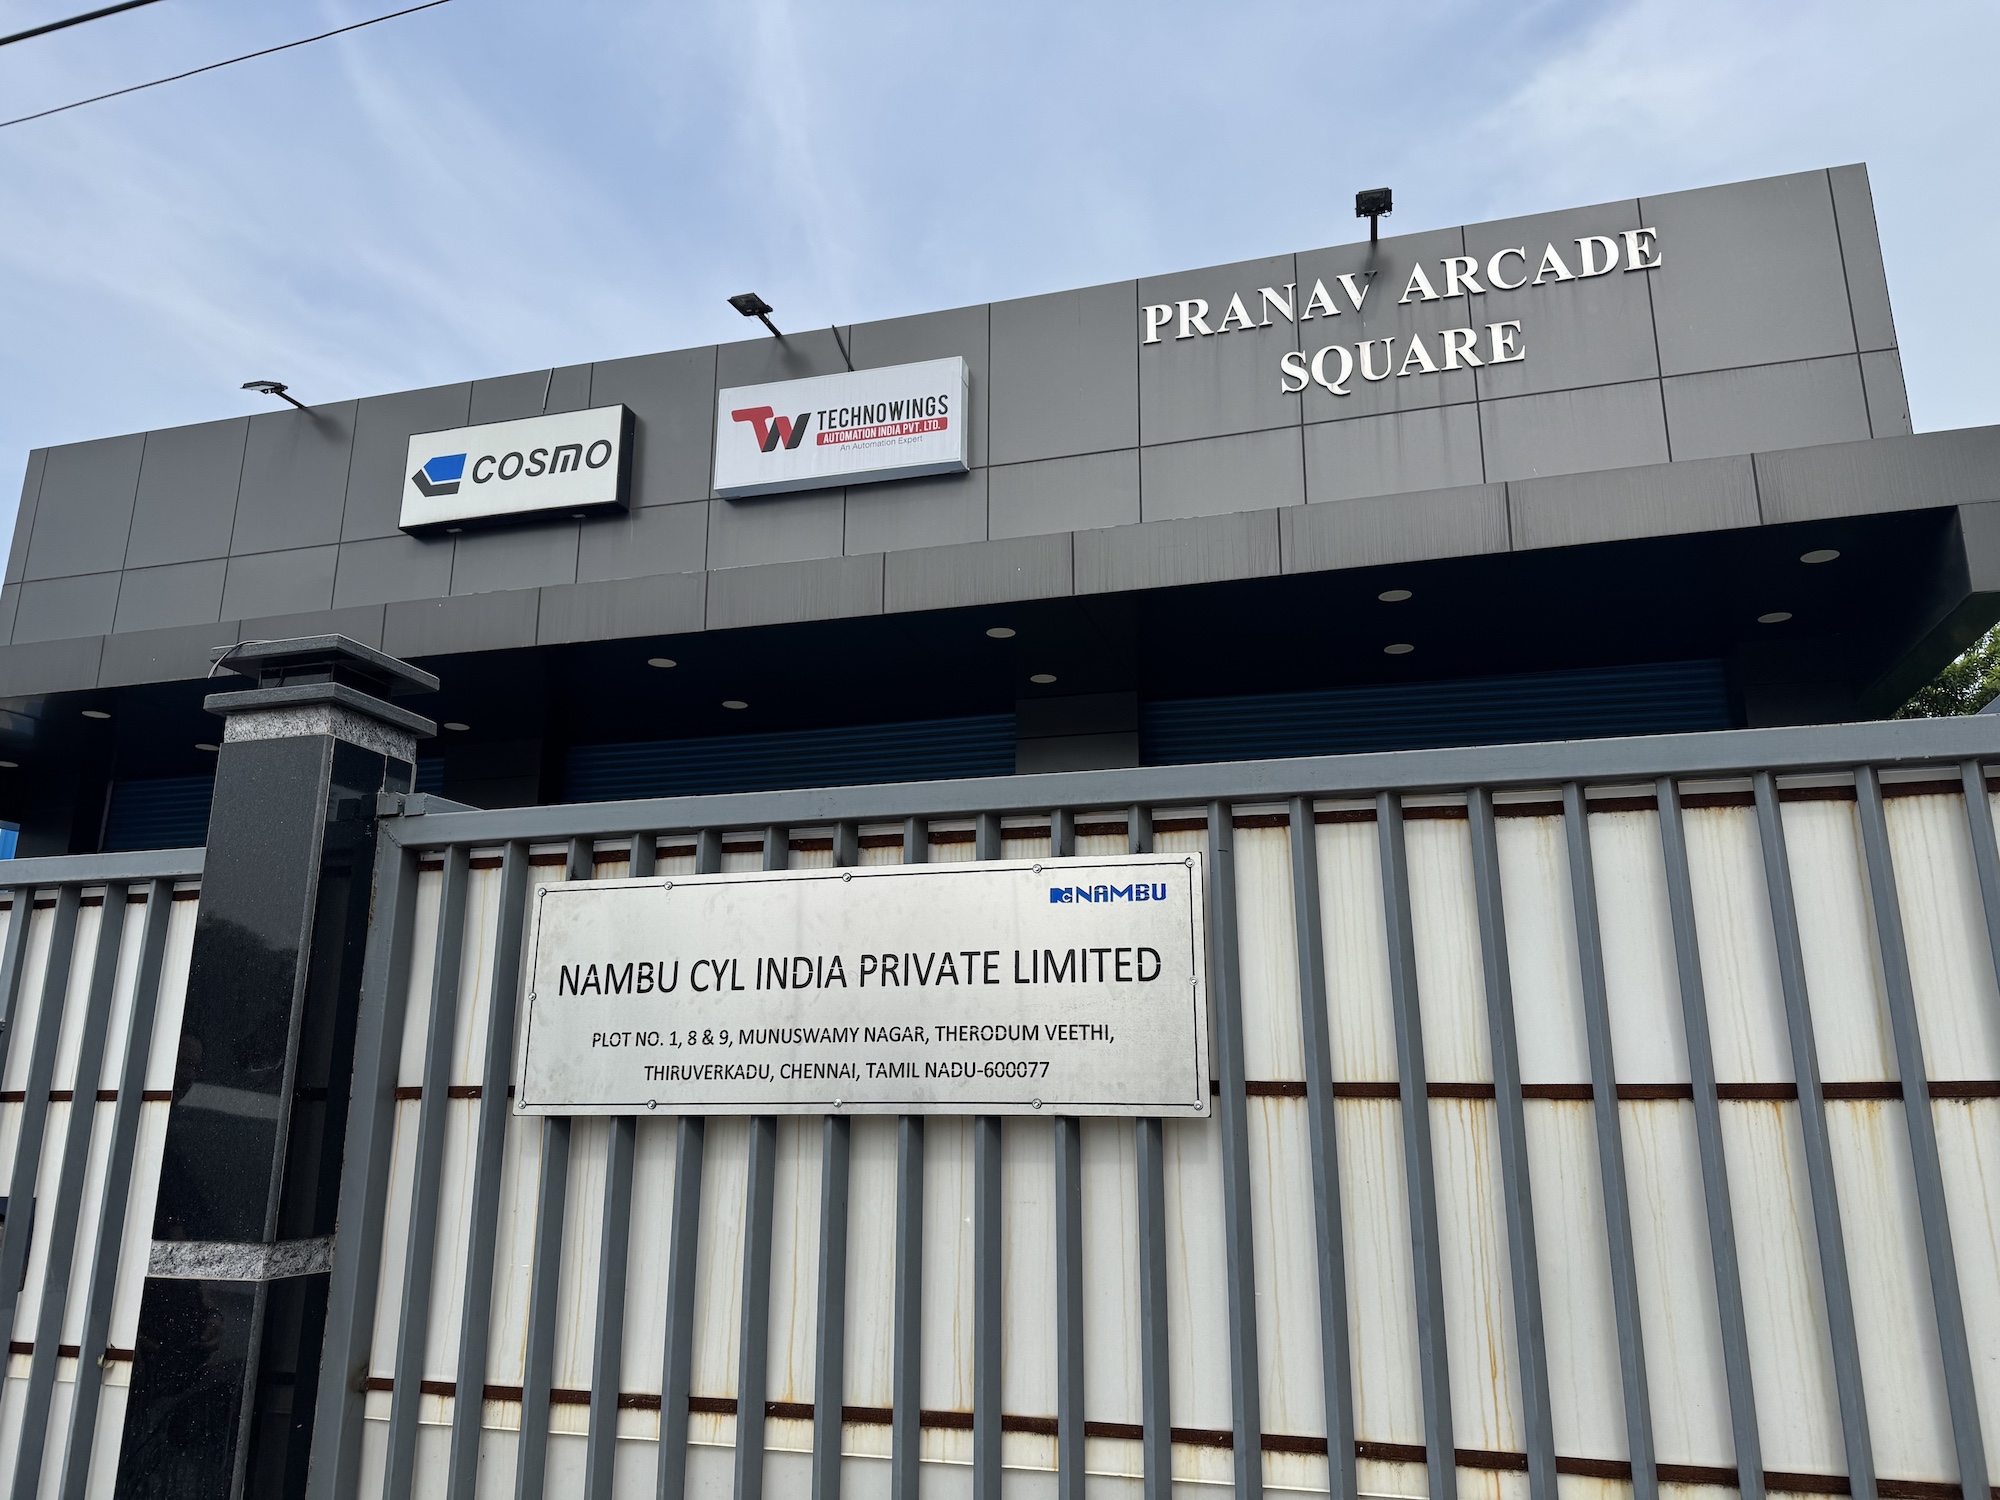 PRANAV ARCADE
SQUARE
COSMO
TW TECHNOWINGS
AUTOMATION INDIA PVT. LTD.
An Automation Expert
NAMBU
NAMBU CYL INDIA PRIVATE LIMITED
PLOT NO. 1, 8 & 9, MUNUSWAMY NAGAR, THERODUM VEETHI,
THIRUVERKADU, CHENNAI, TAMIL NADU-600077